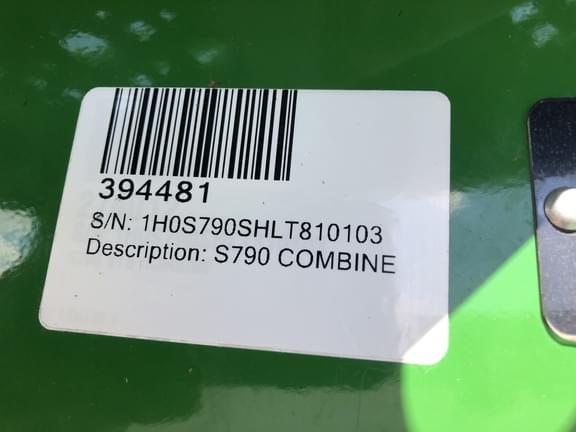 394481
S/N: 1H0S790SHLT810103
Description: S790 COMBINE